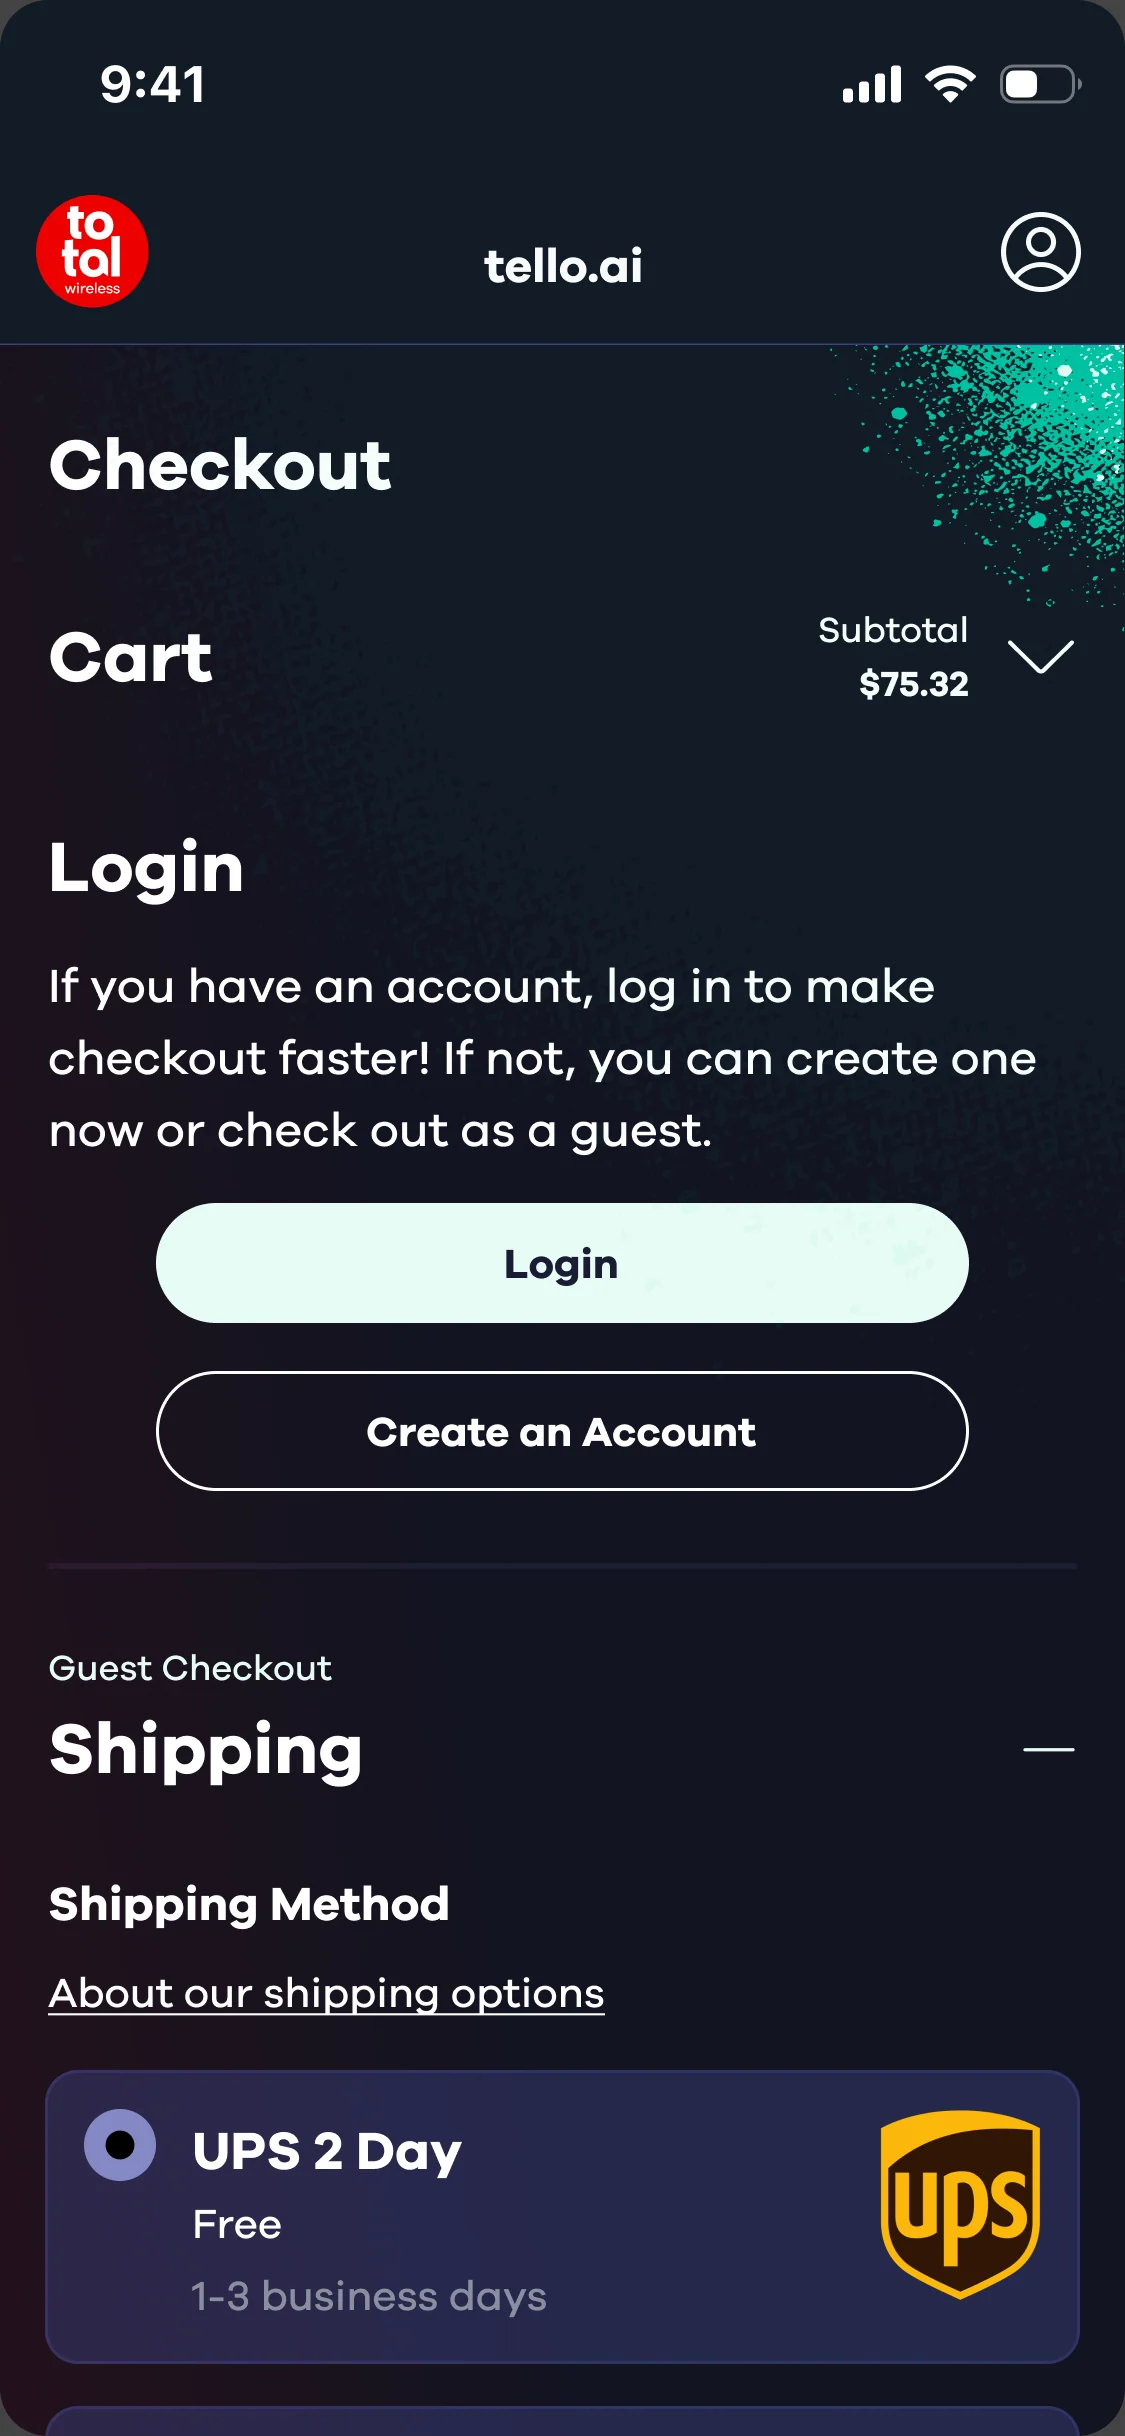 9:41
to
tal
wireless
tello.ai
Checkout
Cart
Subtotal
$75.32
Login
If you have an account, log in to make
checkout faster! If not, you can create one
now or check out as a guest.
Login
Create an Account
Guest Checkout
Shipping
Shipping Method
About our shipping options
UPS 2 Day
Free
1-3 business days
ups